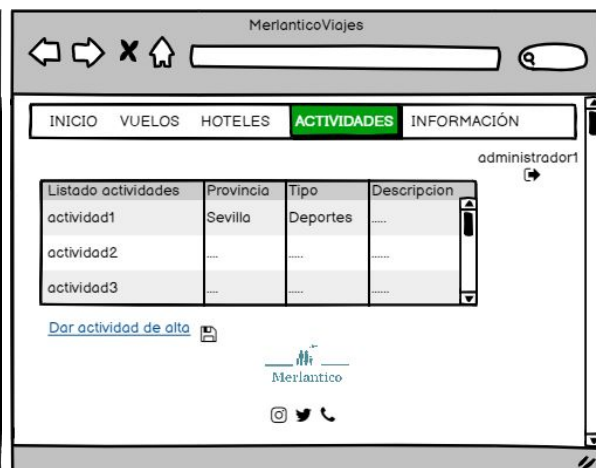 MerlanticoViajes
INICIO VUELOS HOTELES ACTIVIDADES INFORMACIÓN
administrador1
Listado actividades Provincia Tipo Descripcion
actividad1 Sevilla Deportes .....
actividad2 .... ..... ......
actividad3 .... ..... ......
Dar actividad de alta
Merlantico